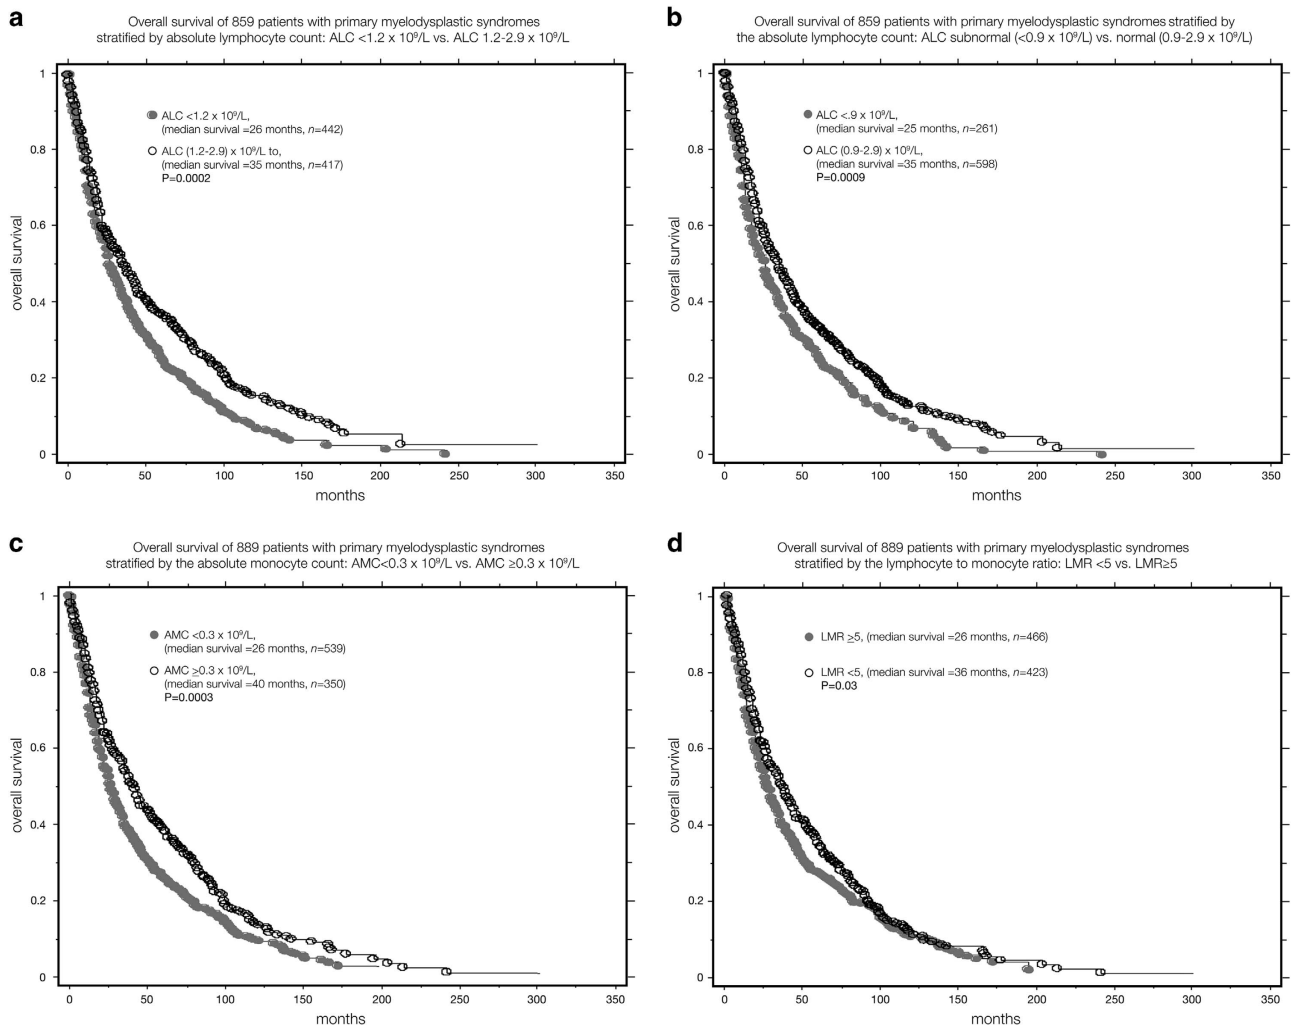 a
Overall survival of 859 patients with primary myelodysplastic syndromes
stratified by absolute lymphocyte count: ALC <1.2 x 10⁹/L vs. ALC 1.2-2.9 x 10⁹/L
1
0.8
0.6
0.4
0.2
0
overall survival
ALC <1.2 x 10⁹/L,
(median survival =26 months, n=442)
ALC (1.2-2.9) x 10⁹/L to,
(median survival =35 months, n=417)
P=0.0002
0 50 100 150 200 250 300 350
months
b
Overall survival of 859 patients with primary myelodysplastic syndromes stratified by
the absolute lymphocyte count: ALC subnormal (<0.9 x 10⁹/L) vs. normal (0.9-2.9 x 10⁹/L)
1
0.8
0.6
0.4
0.2
0
overall survival
ALC <.9 x 10⁹/L,
(median survival =25 months, n=261)
ALC (0.9-2.9) x 10⁹/L,
(median survival =35 months, n=598)
P=0.0009
0 50 100 150 200 250 300 350
months
c
Overall survival of 889 patients with primary myelodysplastic syndromes
stratified by the absolute monocyte count: AMC<0.3 x 10⁹/L vs. AMC ≥0.3 x 10⁹/L
1
0.8
0.6
0.4
0.2
0
overall survival
AMC <0.3 x 10⁹/L,
(median survival =26 months, n=539)
AMC ≥0.3 x 10⁹/L,
(median survival =40 months, n=350)
P=0.0003
0 50 100 150 200 250 300 350
months
d
Overall survival of 889 patients with primary myelodysplastic syndromes
stratified by the lymphocyte to monocyte ratio: LMR <5 vs. LMR≥5
1
0.8
0.6
0.4
0.2
0
overall survival
LMR ≥5, (median survival =26 months, n=466)
LMR <5, (median survival =36 months, n=423)
P=0.03
0 50 100 150 200 250 300 350
months